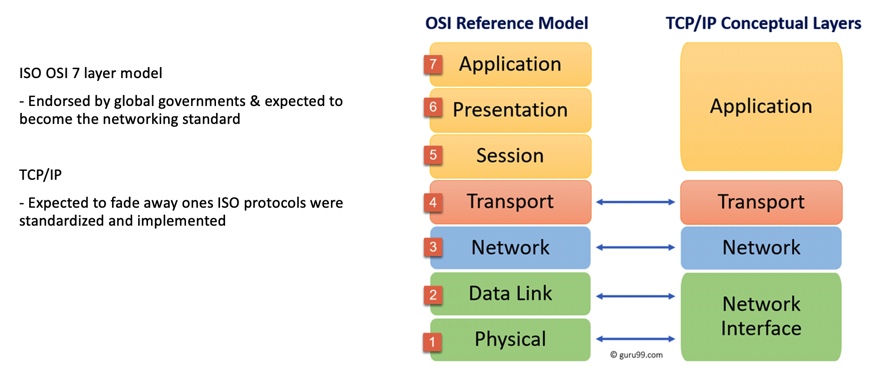 ISO OSI 7 layer model
- Endorsed by global governments & expected to
become the networking standard
TCP/IP
- Expected to fade away ones ISO protocols were
standardized and implemented
OSI Reference Model
7 Application
6 Presentation
5 Session
4 Transport
3 Network
2 Data Link
1 Physical
TCP/IP Conceptual Layers
Application
Transport
Network
Network
Interface
© guru99.com